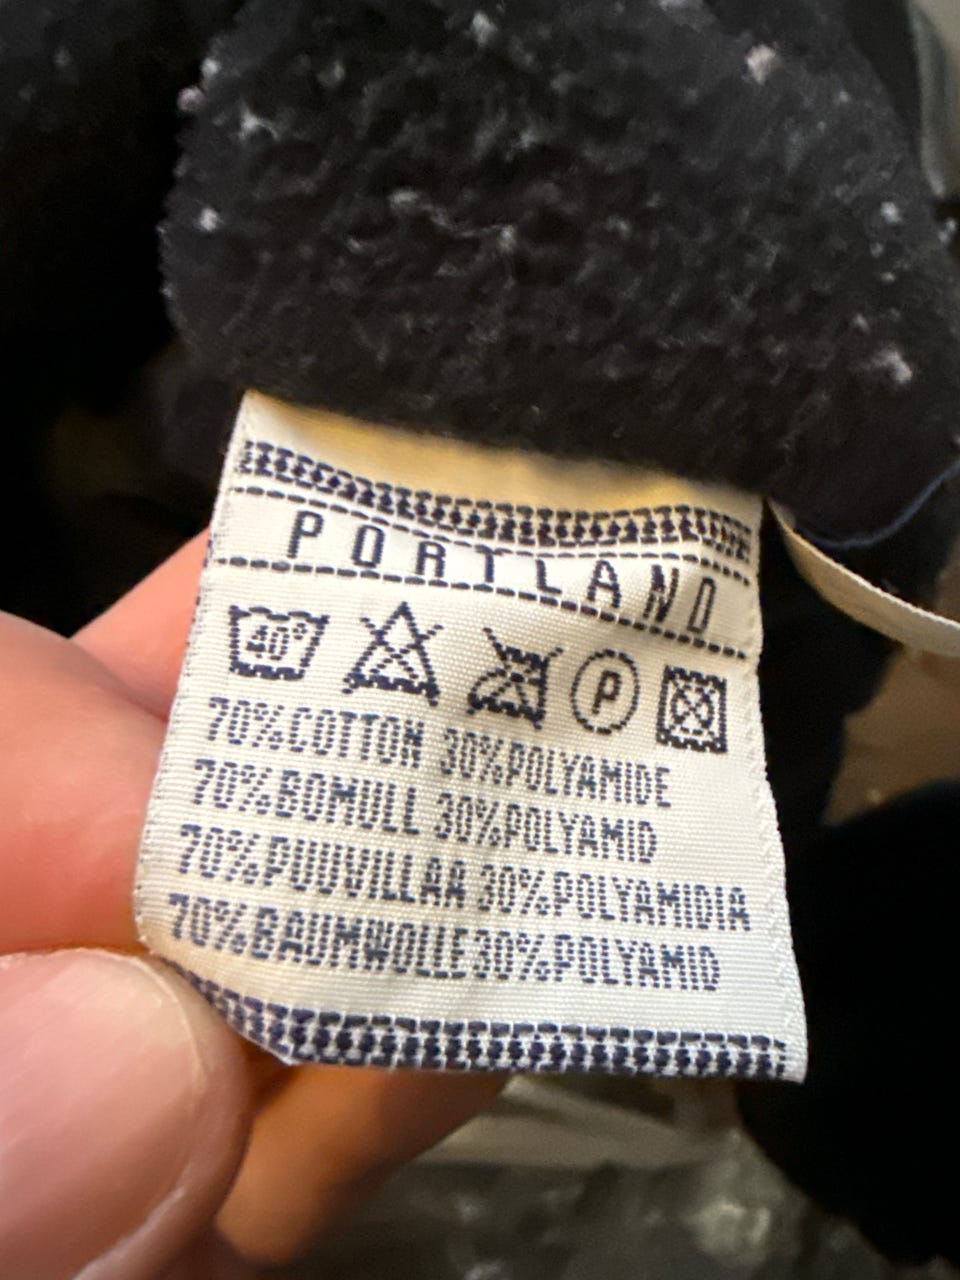 PORTLAND
40° P
70%COTTON 30%POLYAMIDE
70%BOMULL 30%POLYAMID
70%PUUVILLAA 30%POLYAMIDIA
70%BAUMWOLLE30%POLYAMID